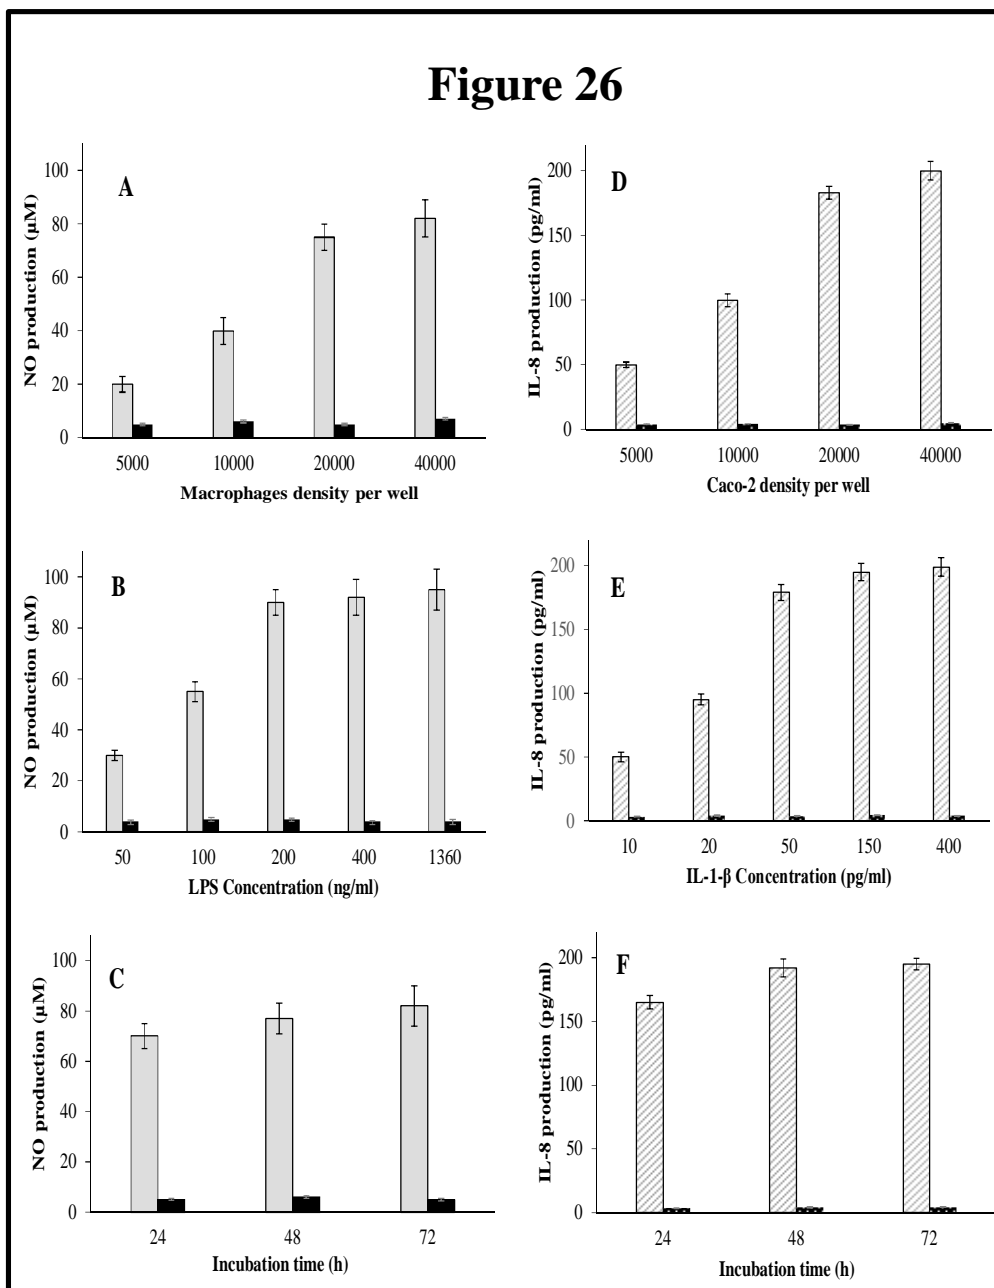 Figure 26
A
NO production (µM)
100
80
60
40
20
0
5000 10000 20000 40000
Macrophages density per well
D
IL-8 production (pg/ml)
200
150
100
50
0
5000 10000 20000 40000
Caco-2 density per well
B
NO production (µM)
100
80
60
40
20
0
50 100 200 400 1360
LPS Concentration (ng/ml)
E
IL-8 production (pg/ml)
200
150
100
50
0
10 20 50 150 400
IL-1-β Concentration (pg/ml)
C
NO production (µM)
100
80
60
40
20
0
24 48 72
Incubation time (h)
F
IL-8 production (pg/ml)
200
150
100
50
0
24 48 72
Incubation time (h)